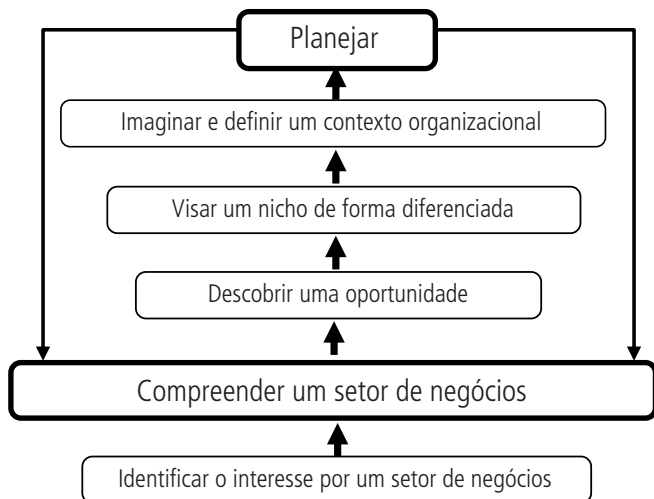 Planejar
Imaginar e definir um contexto organizacional
Visar um nicho de forma diferenciada
Descobrir uma oportunidade
Compreender um setor de negócios
Identificar o interesse por um setor de negócios